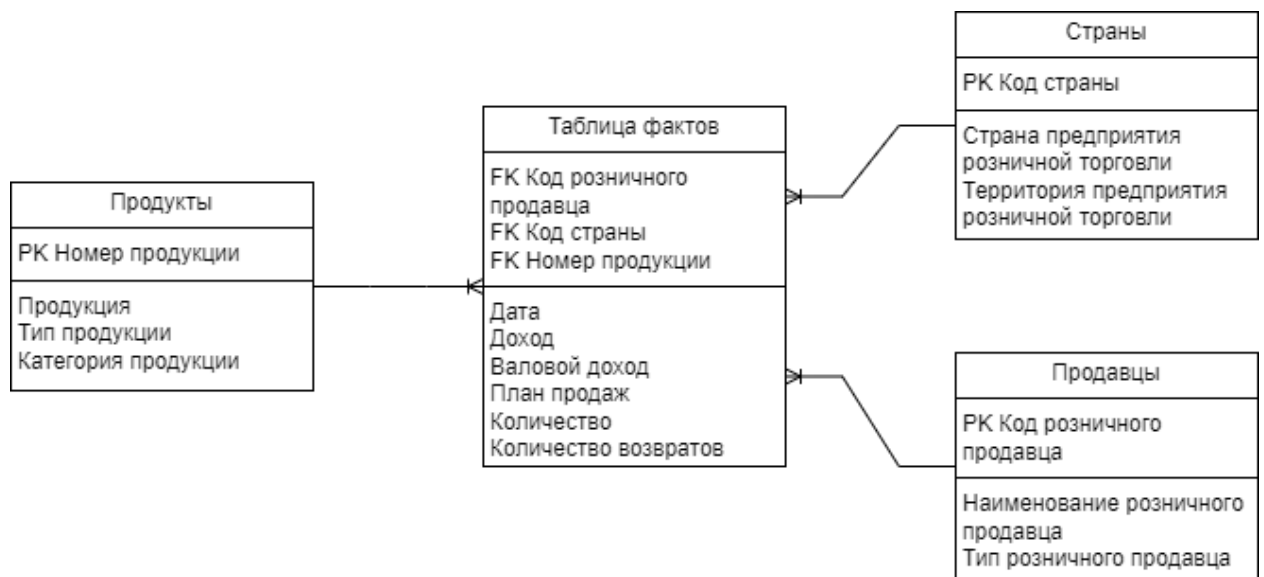 Продукты
PK Номер продукции
Продукция
Тип продукции
Категория продукции
Таблица фактов
FK Код розничного
продавца
FK Код страны
FK Номер продукции
Дата
Доход
Валовой доход
План продаж
Количество
Количество возвратов
Страны
PK Код страны
Страна предприятия
розничной торговли
Территория предприятия
розничной торговли
Продавцы
PK Код розничного
продавца
Наименование розничного
продавца
Тип розничного продавца